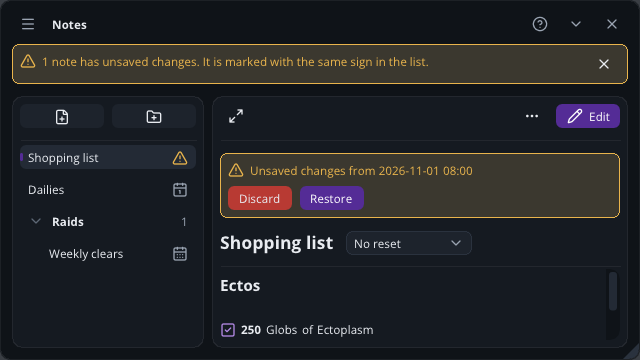 Notes
1 note has unsaved changes. It is marked with the same sign in the list.
Edit
Shopping list
Dailies
Raids 1
Weekly clears
Unsaved changes from 2026-11-01 08:00
Discard Restore
Shopping list No reset
Ectos
250 Globs of Ectoplasm